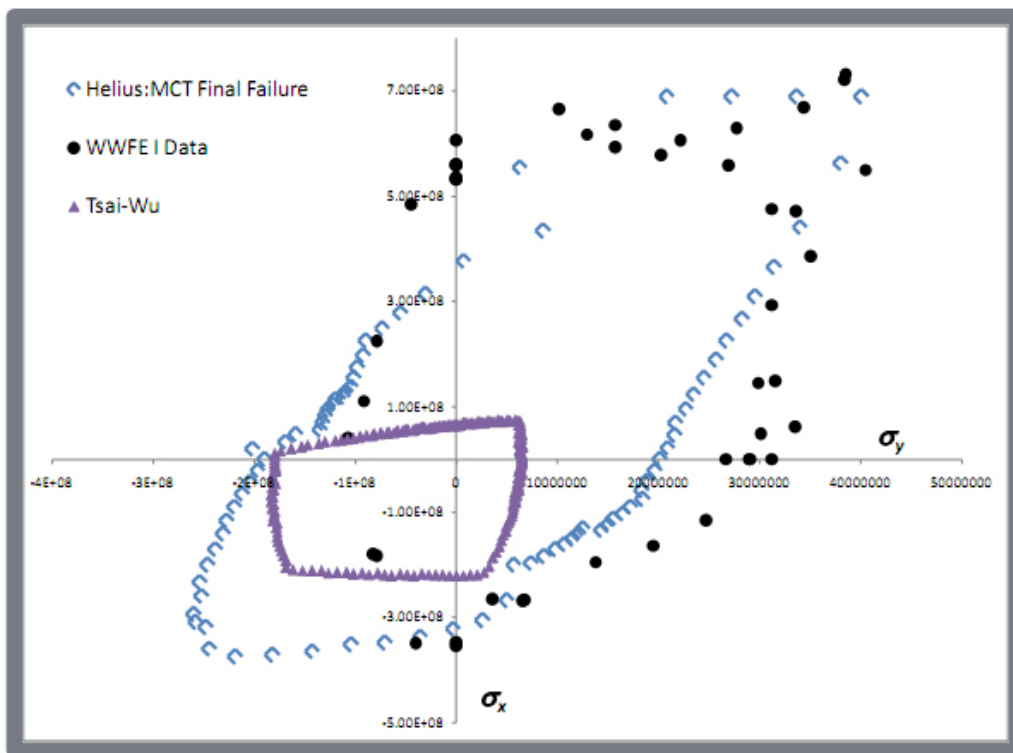 Helius:MCT Final Failure
WWFE I Data
Tsai-Wu
7.00E+08
5.00E+08
3.00E+08
1.00E+08
σy
-4E+08 -3E+08 -2E+08 -1E+08 0 10000000 20000000 30000000 40000000 50000000
-1.00E+08
-3.00E+08
σx
-5.00E+08